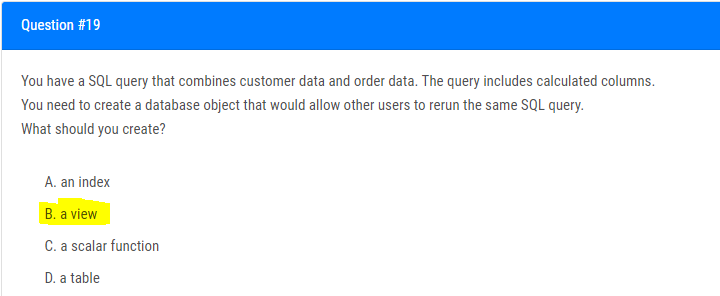 Question #19
You have a SQL query that combines customer data and order data. The query includes calculated columns.
You need to create a database object that would allow other users to rerun the same SQL query.
What should you create?
A. an index
B. a view
C. a scalar function
D. a table